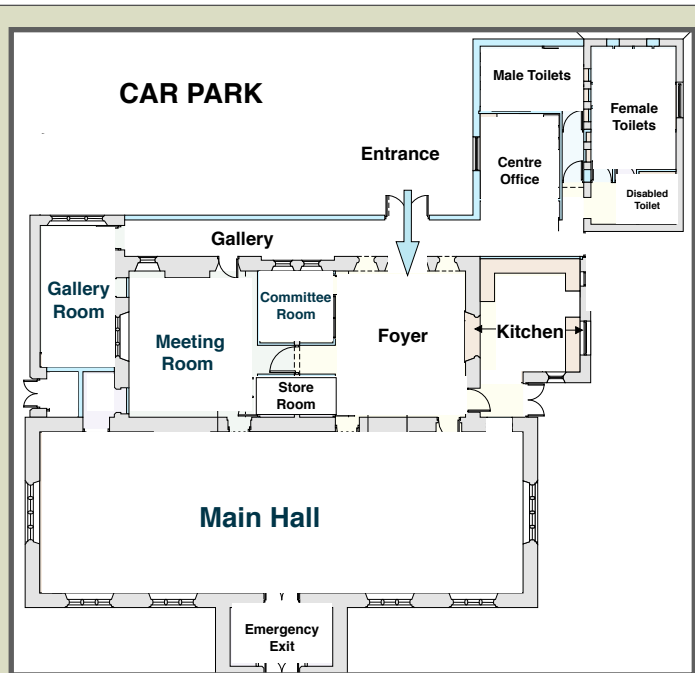 CAR PARK
Male Toilets
Female
Toilets
Entrance
Centre
Office
Disabled
Toilet
Gallery
Gallery
Room
Committee
Room
Meeting
Room
Foyer
Kitchen
Store
Room
Main Hall
Emergency
Exit